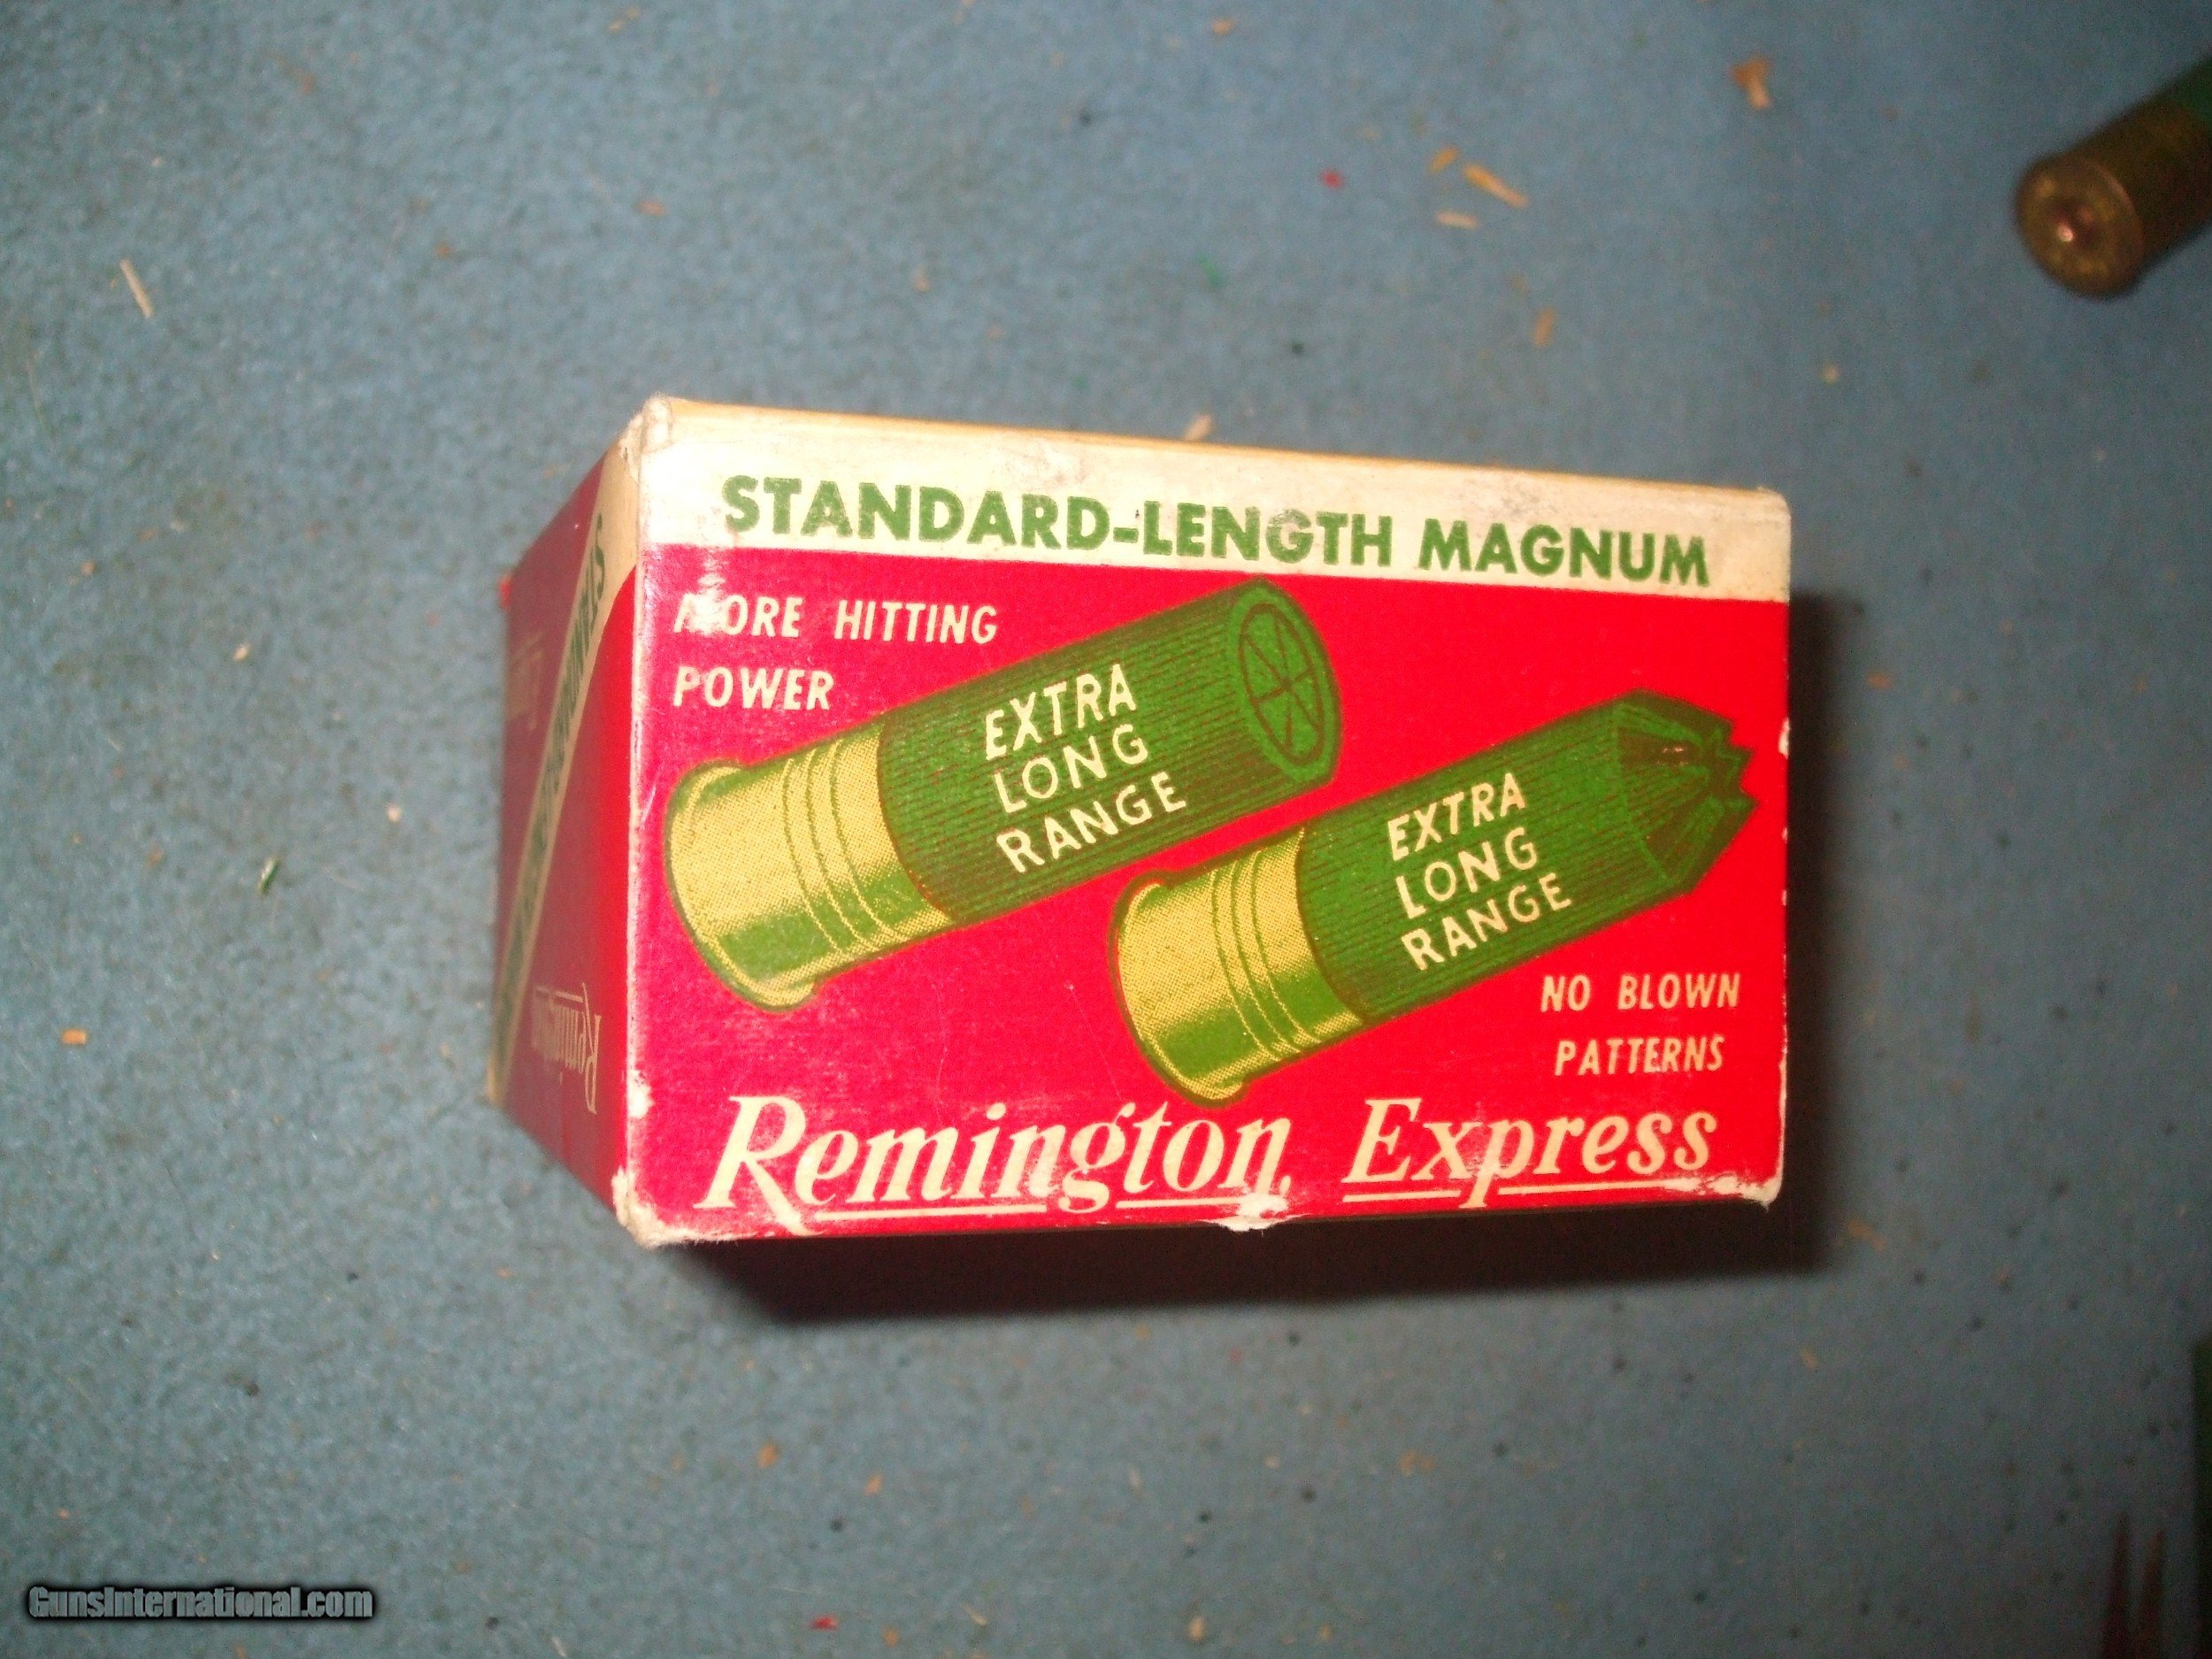 STANDARD-LENGTH MAGNUM
MORE HITTING
POWER
EXTRA
LONG
RANGE
EXTRA
LONG
RANGE
NO BLOWN
PATTERNS
Remington Express
Remington
GunsInternational.com